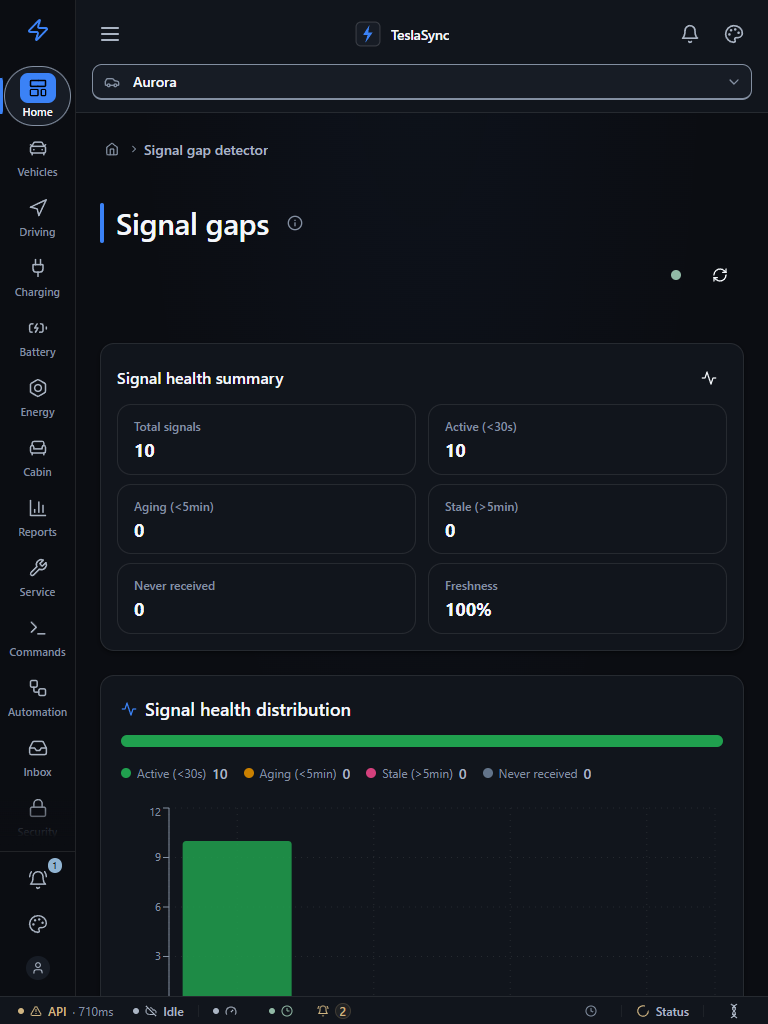 TeslaSync
Aurora
Home
Vehicles
Driving
Charging
Battery
Energy
Cabin
Reports
Service
Commands
Automation
Inbox
Security
1
Signal gap detector
Signal gaps
Signal health summary
Total signals
10
Active (<30s)
10
Aging (<5min)
0
Stale (>5min)
0
Never received
0
Freshness
100%
Signal health distribution
Active (<30s) 10 Aging (<5min) 0 Stale (>5min) 0 Never received 0
12
9
6
3
API · 710ms Idle 2 Status